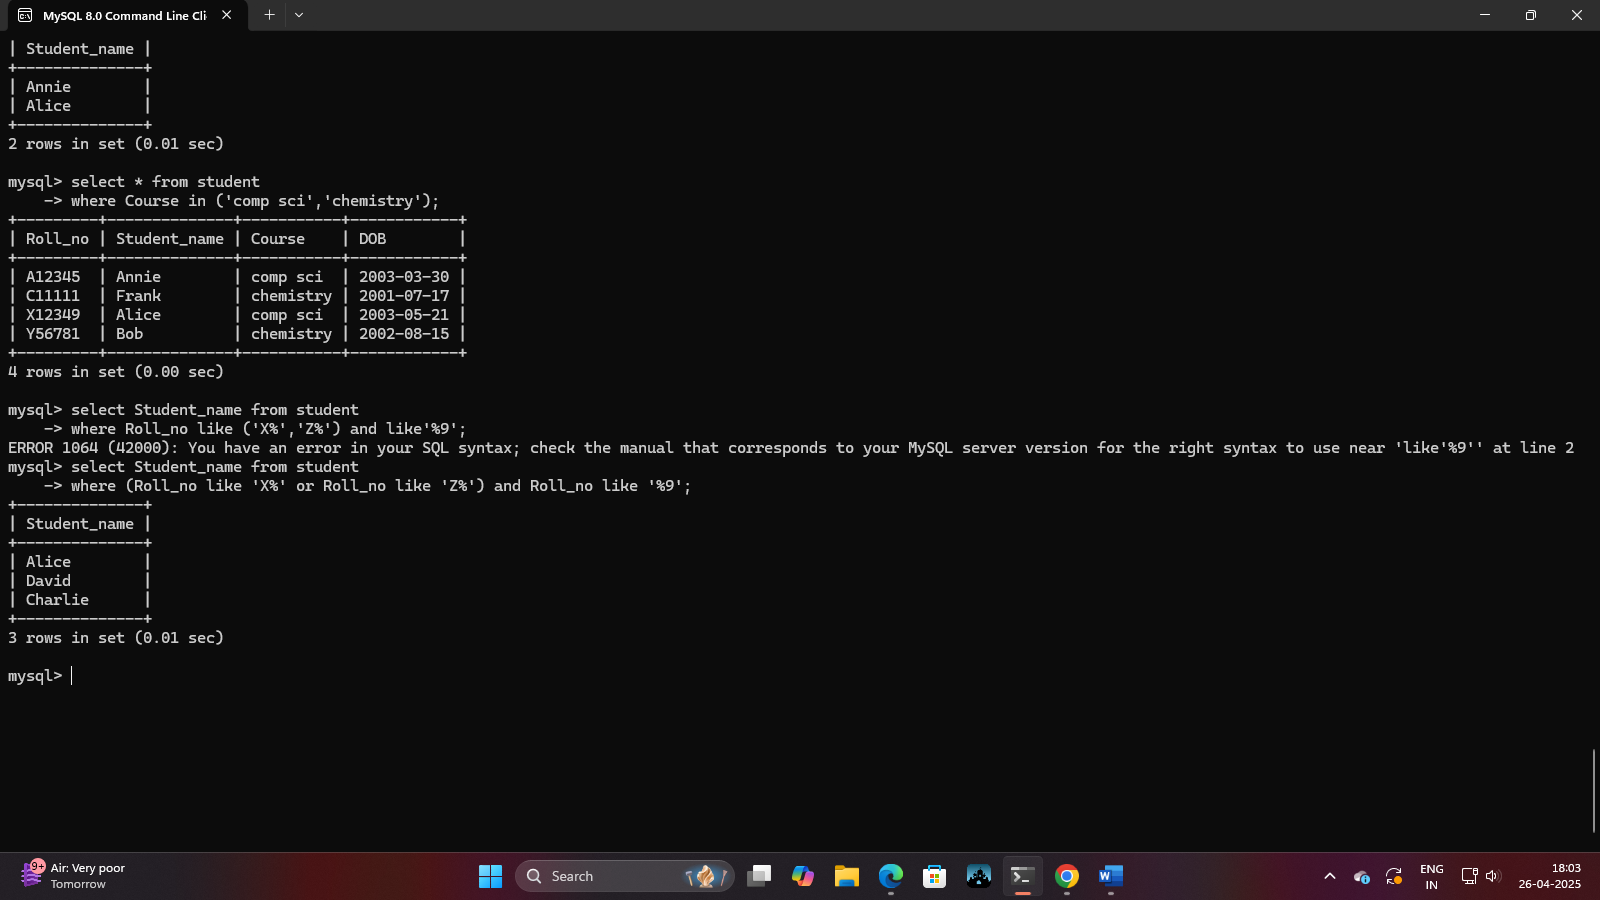 MySQL 8.0 Command Line Cli
| Student_name |
+--------------+
| Annie        |
| Alice        |
+--------------+
2 rows in set (0.01 sec)

mysql> select * from student
    -> where Course in ('comp sci','chemistry');
+---------+--------------+-----------+------------+
| Roll_no | Student_name | Course    | DOB        |
+---------+--------------+-----------+------------+
| A12345  | Annie        | comp sci  | 2003-03-30 |
| C11111  | Frank        | chemistry | 2001-07-17 |
| X12349  | Alice        | comp sci  | 2003-05-21 |
| Y56781  | Bob          | chemistry | 2002-08-15 |
+---------+--------------+-----------+------------+
4 rows in set (0.00 sec)

mysql> select Student_name from student
    -> where Roll_no like ('X%','Z%') and like'%9';
ERROR 1064 (42000): You have an error in your SQL syntax; check the manual that corresponds to your MySQL server version for the right syntax to use near 'like'%9'' at line 2
mysql> select Student_name from student
    -> where (Roll_no like 'X%' or Roll_no like 'Z%') and Roll_no like '%9';
+--------------+
| Student_name |
+--------------+
| Alice        |
| David        |
| Charlie      |
+--------------+
3 rows in set (0.01 sec)

mysql>
9+
Air: Very poor
Tomorrow
Search
ENG
IN
18:03
26-04-2025